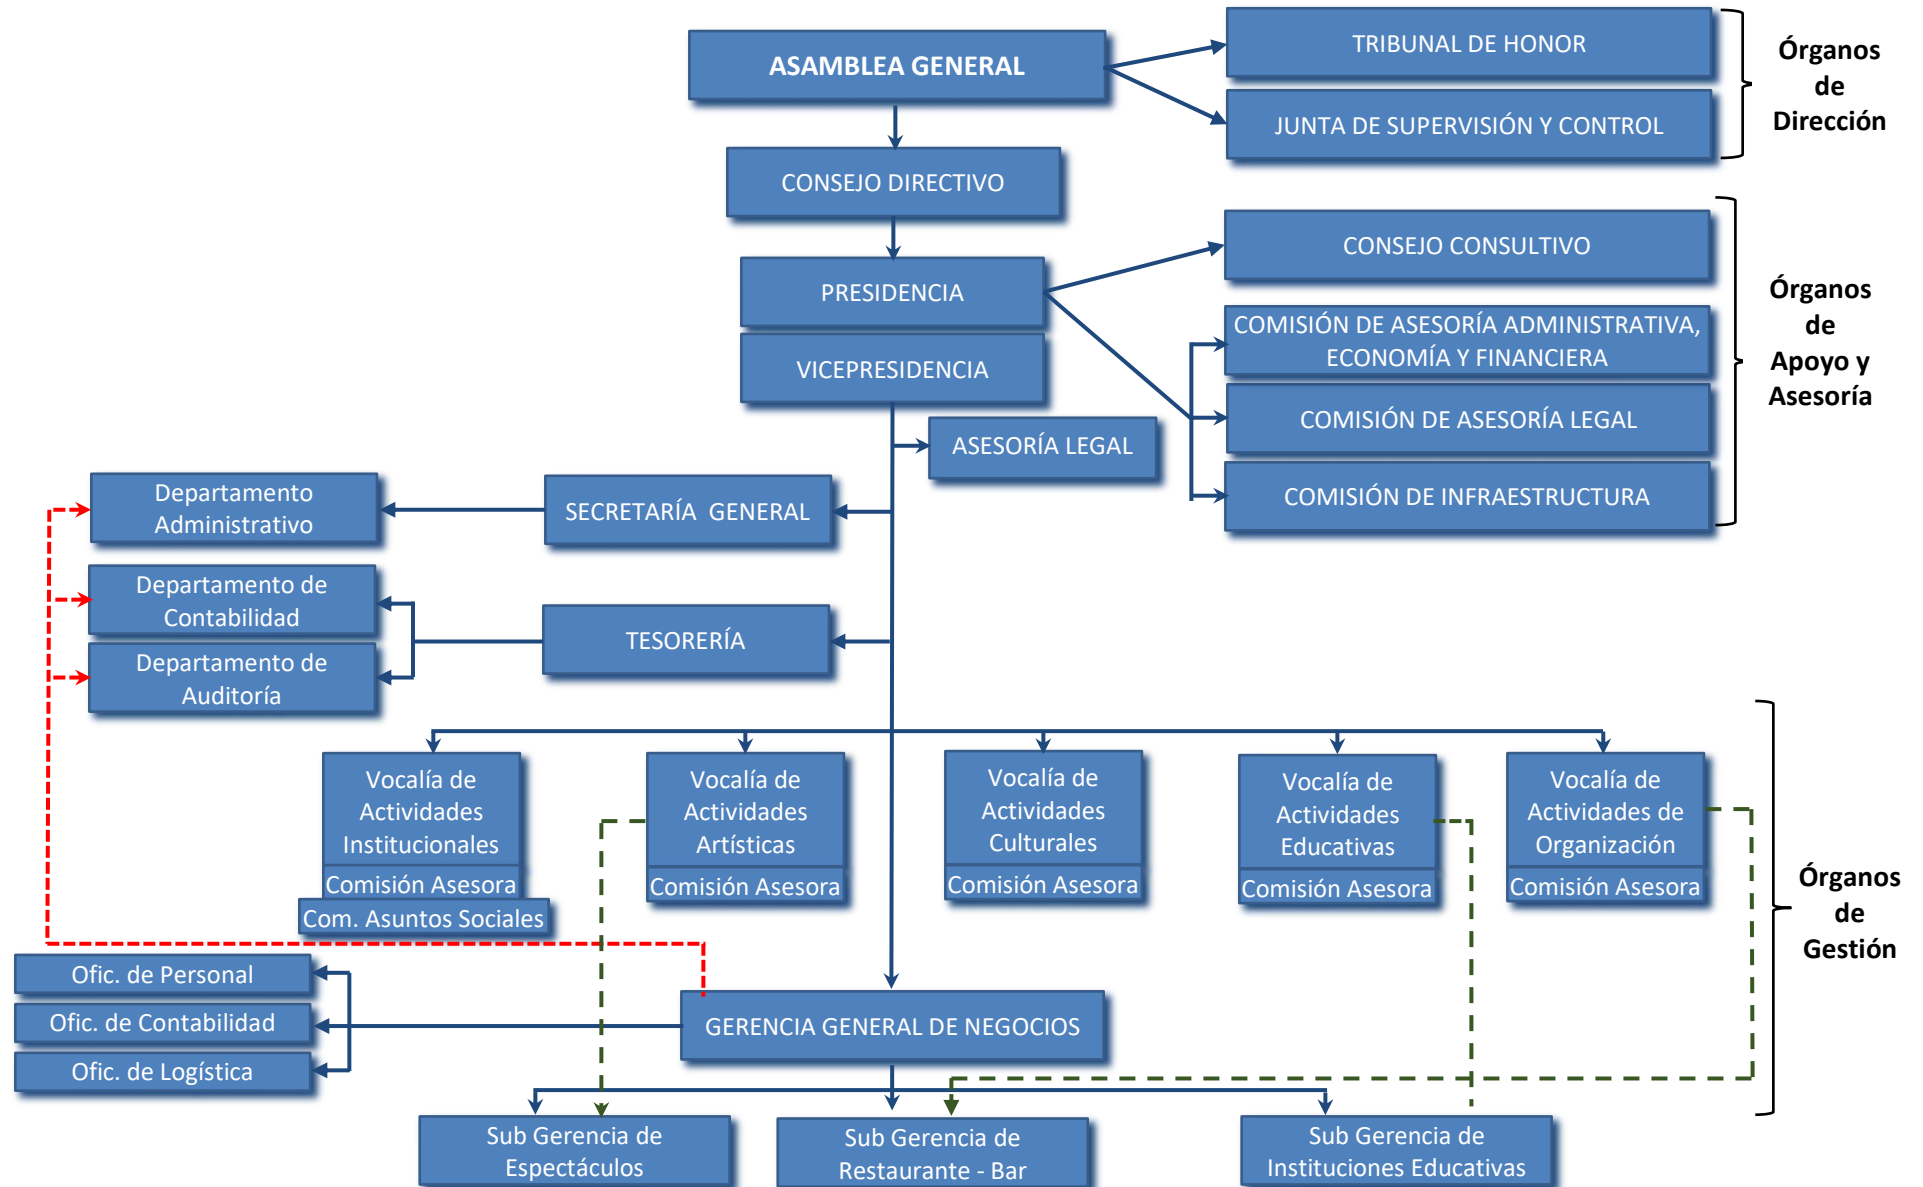 ASAMBLEA GENERAL
TRIBUNAL DE HONOR
JUNTA DE SUPERVISIÓN Y CONTROL
Órganos
de
Dirección
CONSEJO DIRECTIVO
PRESIDENCIA
VICEPRESIDENCIA
CONSEJO CONSULTIVO
COMISIÓN DE ASESORÍA ADMINISTRATIVA,
ECONOMÍA Y FINANCIERA
COMISIÓN DE ASESORÍA LEGAL
COMISIÓN DE INFRAESTRUCTURA
Órganos
de
Apoyo y
Asesoría
ASESORÍA LEGAL
SECRETARÍA GENERAL
Departamento
Administrativo
TESORERÍA
Departamento de
Contabilidad
Departamento de
Auditoría
Vocalía de
Actividades
Institucionales
Comisión Asesora
Com. Asuntos Sociales
Vocalía de
Actividades
Artísticas
Comisión Asesora
Vocalía de
Actividades
Culturales
Comisión Asesora
Vocalía de
Actividades
Educativas
Comisión Asesora
Vocalía de
Actividades de
Organización
Comisión Asesora
Órganos
de
Gestión
Ofic. de Personal
Ofic. de Contabilidad
Ofic. de Logística
GERENCIA GENERAL DE NEGOCIOS
Sub Gerencia de
Espectáculos
Sub Gerencia de
Restaurante - Bar
Sub Gerencia de
Instituciones Educativas